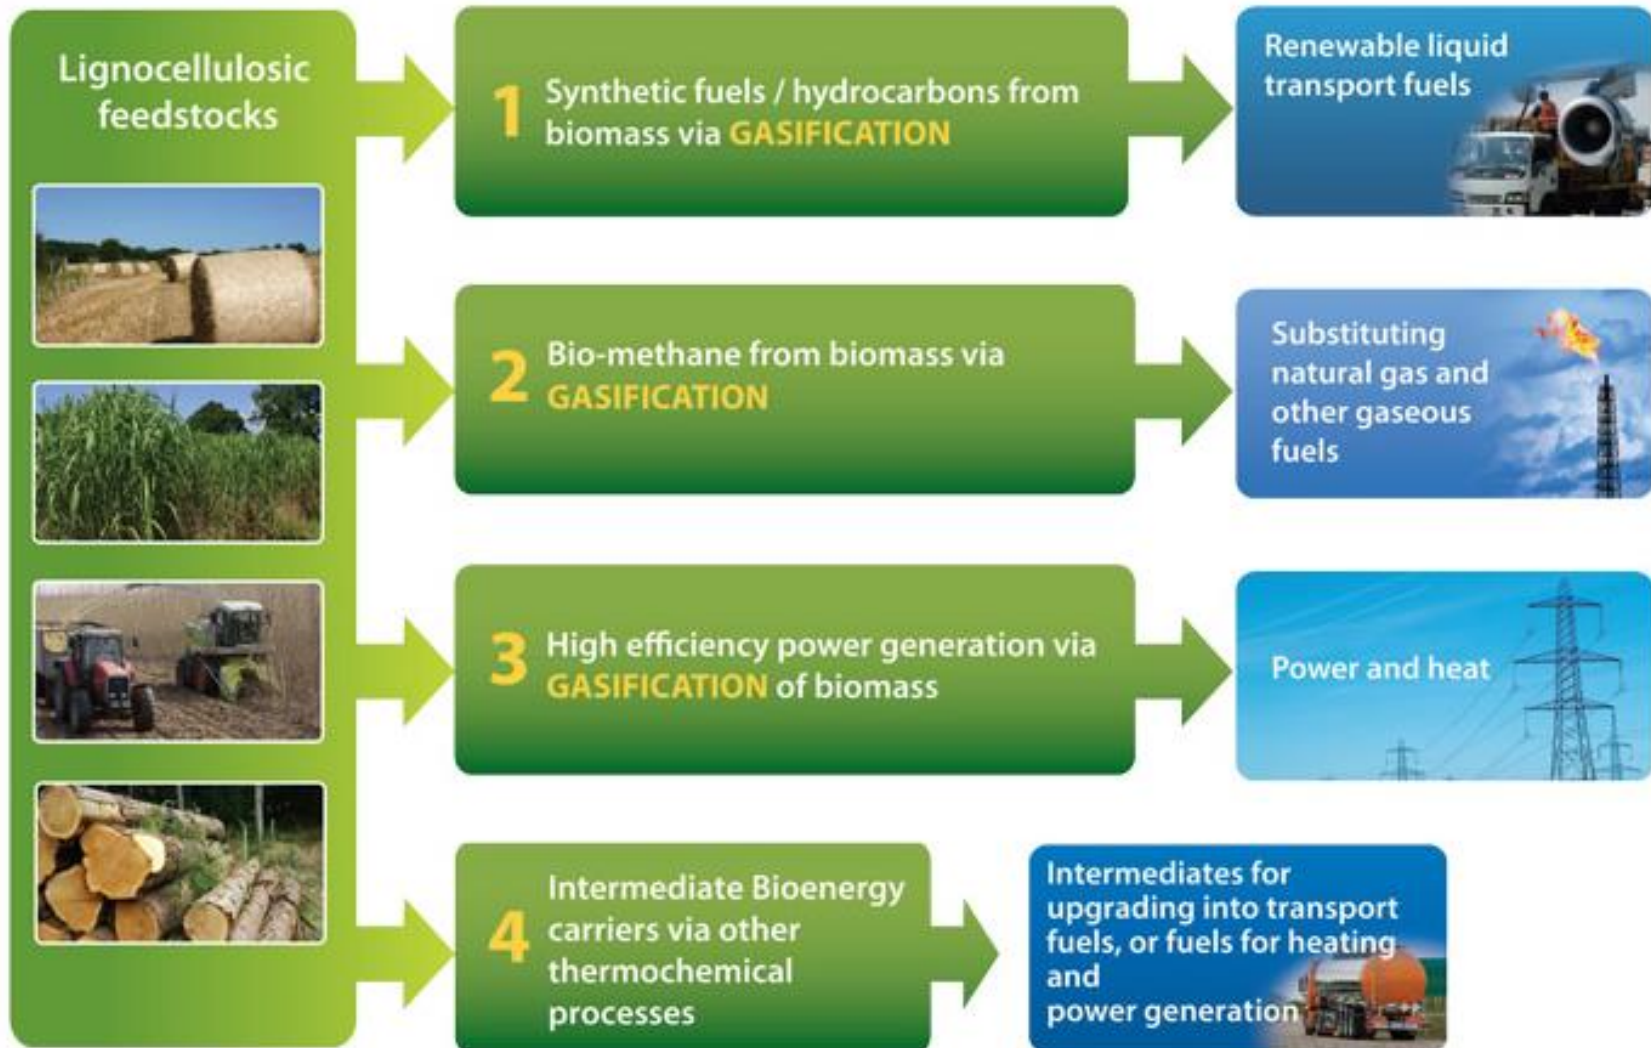 Lignocellulosic
feedstocks
1
Synthetic fuels / hydrocarbons from
biomass via GASIFICATION
Renewable liquid
transport fuels
2
Bio-methane from biomass via
GASIFICATION
Substituting
natural gas and
other gaseous
fuels
3
High efficiency power generation via
GASIFICATION of biomass
Power and heat
4
Intermediate Bioenergy
carriers via other
thermochemical
processes
Intermediates for
upgrading into transport
fuels, or fuels for heating
and
power generation